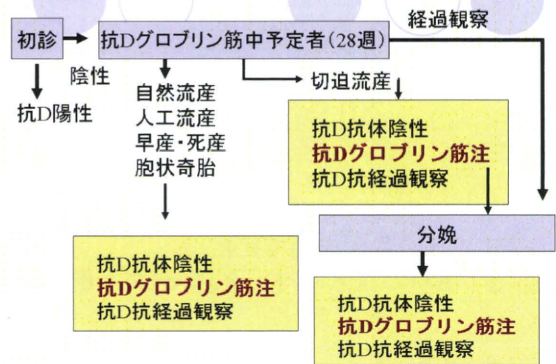 経過観察
初診
抗Dグロブリン筋中予定者(28週)
陰性
抗D陽性
自然流産
人工流産
早産・死産
胞状奇胎
切迫流産
抗D抗体陰性
抗Dグロブリン筋注
抗D抗経過観察
分娩
抗D抗体陰性
抗Dグロブリン筋注
抗D抗経過観察
抗D抗体陰性
抗Dグロブリン筋注
抗D抗経過観察